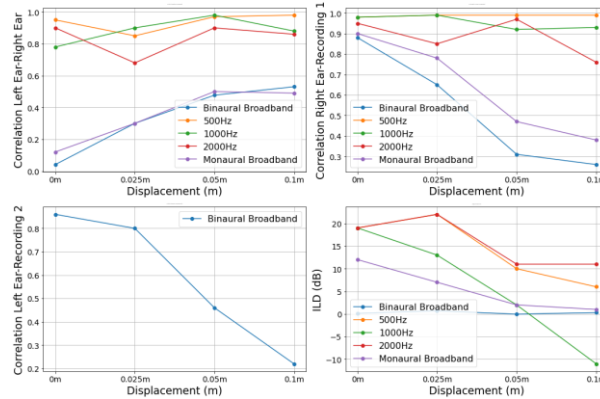 1.0
0.8
0.6
0.4
0.2
0.0
Correlation Left Ear-Right Ear
Binaural Broadband
500Hz
1000Hz
2000Hz
Monaural Broadband
0m
0.025m
0.05m
0.1m
Displacement (m)
1.0
0.9
0.8
0.7
0.6
0.5
0.4
0.3
Correlation Right Ear-Recording 1
Binaural Broadband
500Hz
1000Hz
2000Hz
Monaural Broadband
0m
0.025m
0.05m
0.1m
Displacement (m)
0.8
0.7
0.6
0.5
0.4
0.3
0.2
Correlation Left Ear-Recording 2
Binaural Broadband
0m
0.025m
0.05m
0.1m
Displacement (m)
20
15
10
5
0
−5
−10
ILD (dB)
Binaural Broadband
500Hz
1000Hz
2000Hz
Monaural Broadband
0m
0.025m
0.05m
0.1m
Displacement (m)